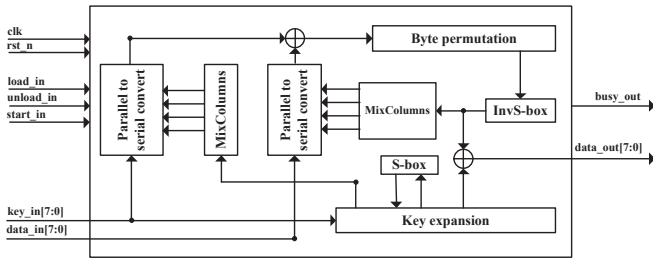 clk
rst_n
load_in
unload_in
start_in
key_in[7:0]
data_in[7:0]
Parallel to
serial convert
MixColumns
Parallel to
serial convert
MixColumns
Byte permutation
InvS-box
S-box
Key expansion
busy_out
data_out[7:0]